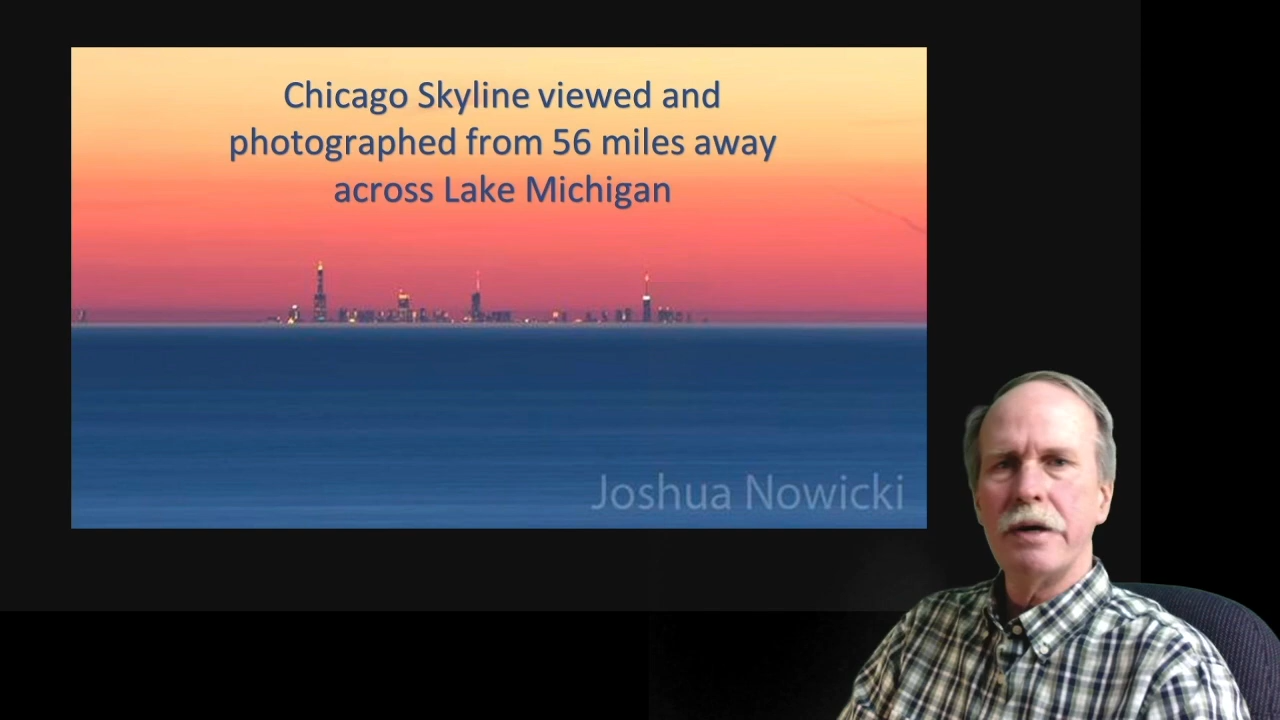 Chicago Skyline viewed and
photographed from 56 miles away
across Lake Michigan
Joshua Nowicki